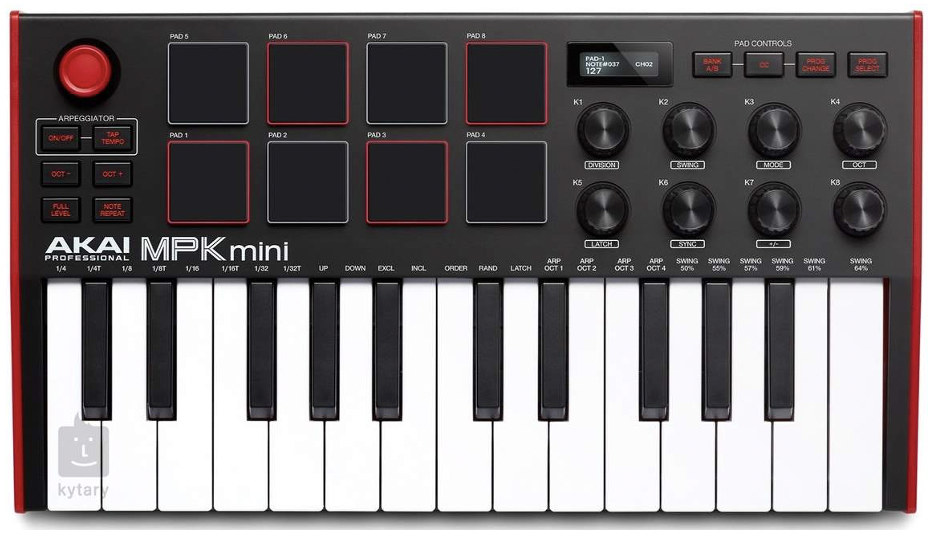 PAD 5
PAD 6
PAD 7
PAD 8
PAD 1
PAD 2
PAD 3
PAD 4
ARPEGGIATOR
ON/OFF
TAP
TEMPO
OCT -
OCT +
FULL
LEVEL
NOTE
REPEAT
PAD-1
NOTE#037 CH02
127
PAD CONTROLS
BANK
A/B
CC
PROG
CHANGE
PROG
SELECT
K1
K2
K3
K4
DIVISION
SWING
MODE
OCT
K5
K6
K7
K8
LATCH
SYNC
+/-
AKAI
PROFESSIONAL
MPK mini
1/4
1/4T
1/8
1/8T
1/16
1/16T
1/32
1/32T
UP
DOWN
EXCL
INCL
ORDER
RAND
LATCH
ARP
OCT 1
ARP
OCT 2
ARP
OCT 3
ARP
OCT 4
SWING
50%
SWING
55%
SWING
57%
SWING
59%
SWING
61%
SWING
64%
kytary